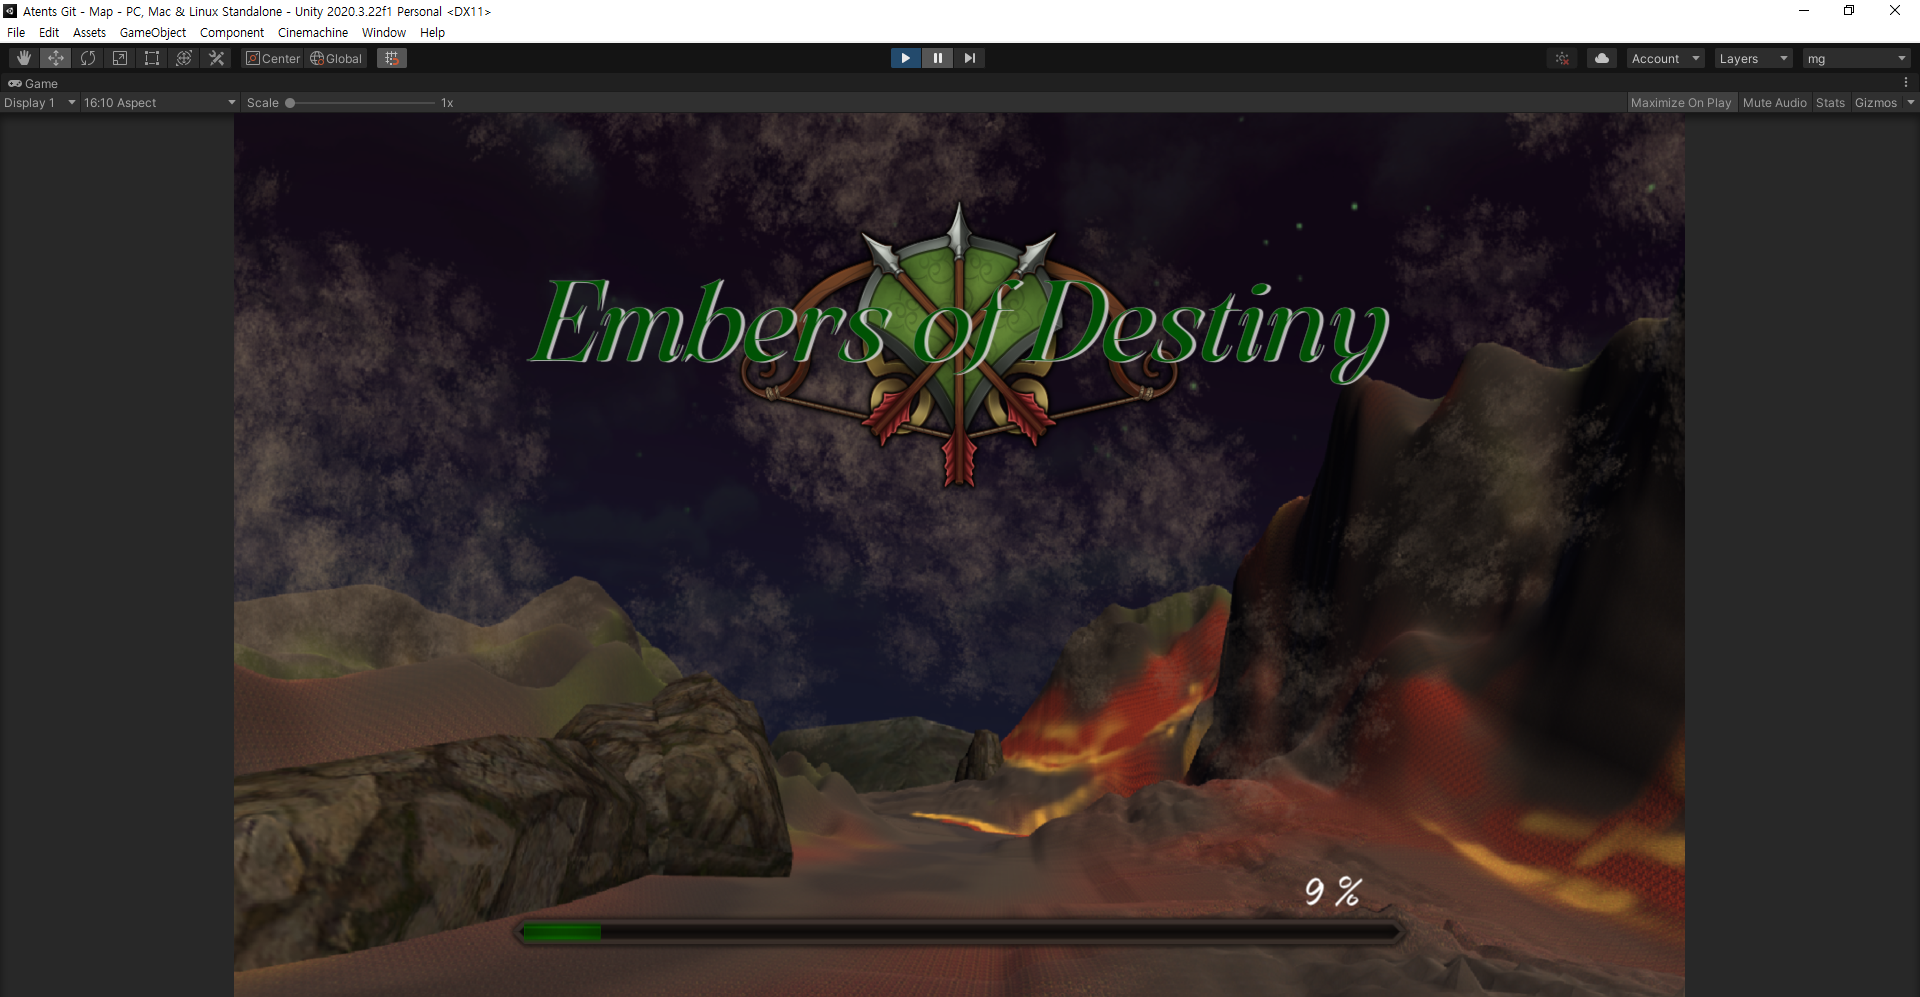 Atents Git - Map - PC, Mac & Linux Standalone - Unity 2020.3.22f1 Personal <DX11>
File Edit Assets GameObject Component Cinemachine Window Help
Center Global Account Layers mg
Game
Display 1 16:10 Aspect Scale 1x Maximize On Play Mute Audio Stats Gizmos
Embers of Destiny
9 %